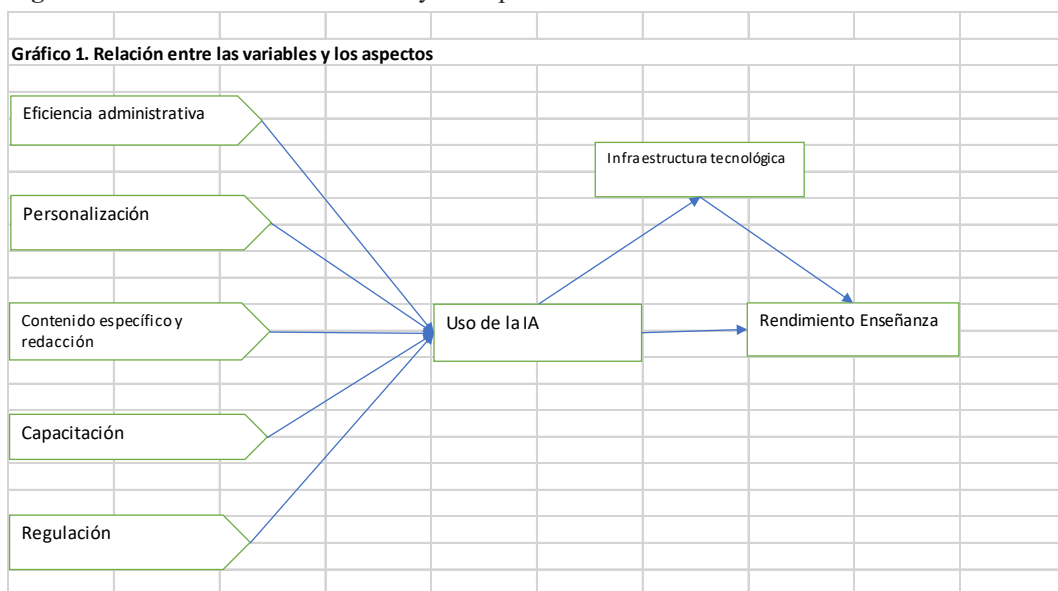 Gráfico 1. Relación entre las variables y los aspectos
Eficiencia administrativa
Infraestructura tecnológica
Personalización
Contenido específico y
redacción
Uso de la IA
Rendimiento Enseñanza
Capacitación
Regulación